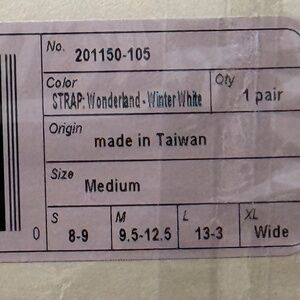 No. 201150-105
Color Qty
STRAP: Wonderland - Winter White 1 pair
Origin
made in Taiwan
Size
Medium
S M L XL
0 8-9 9.5-12.5 13-3 Wide